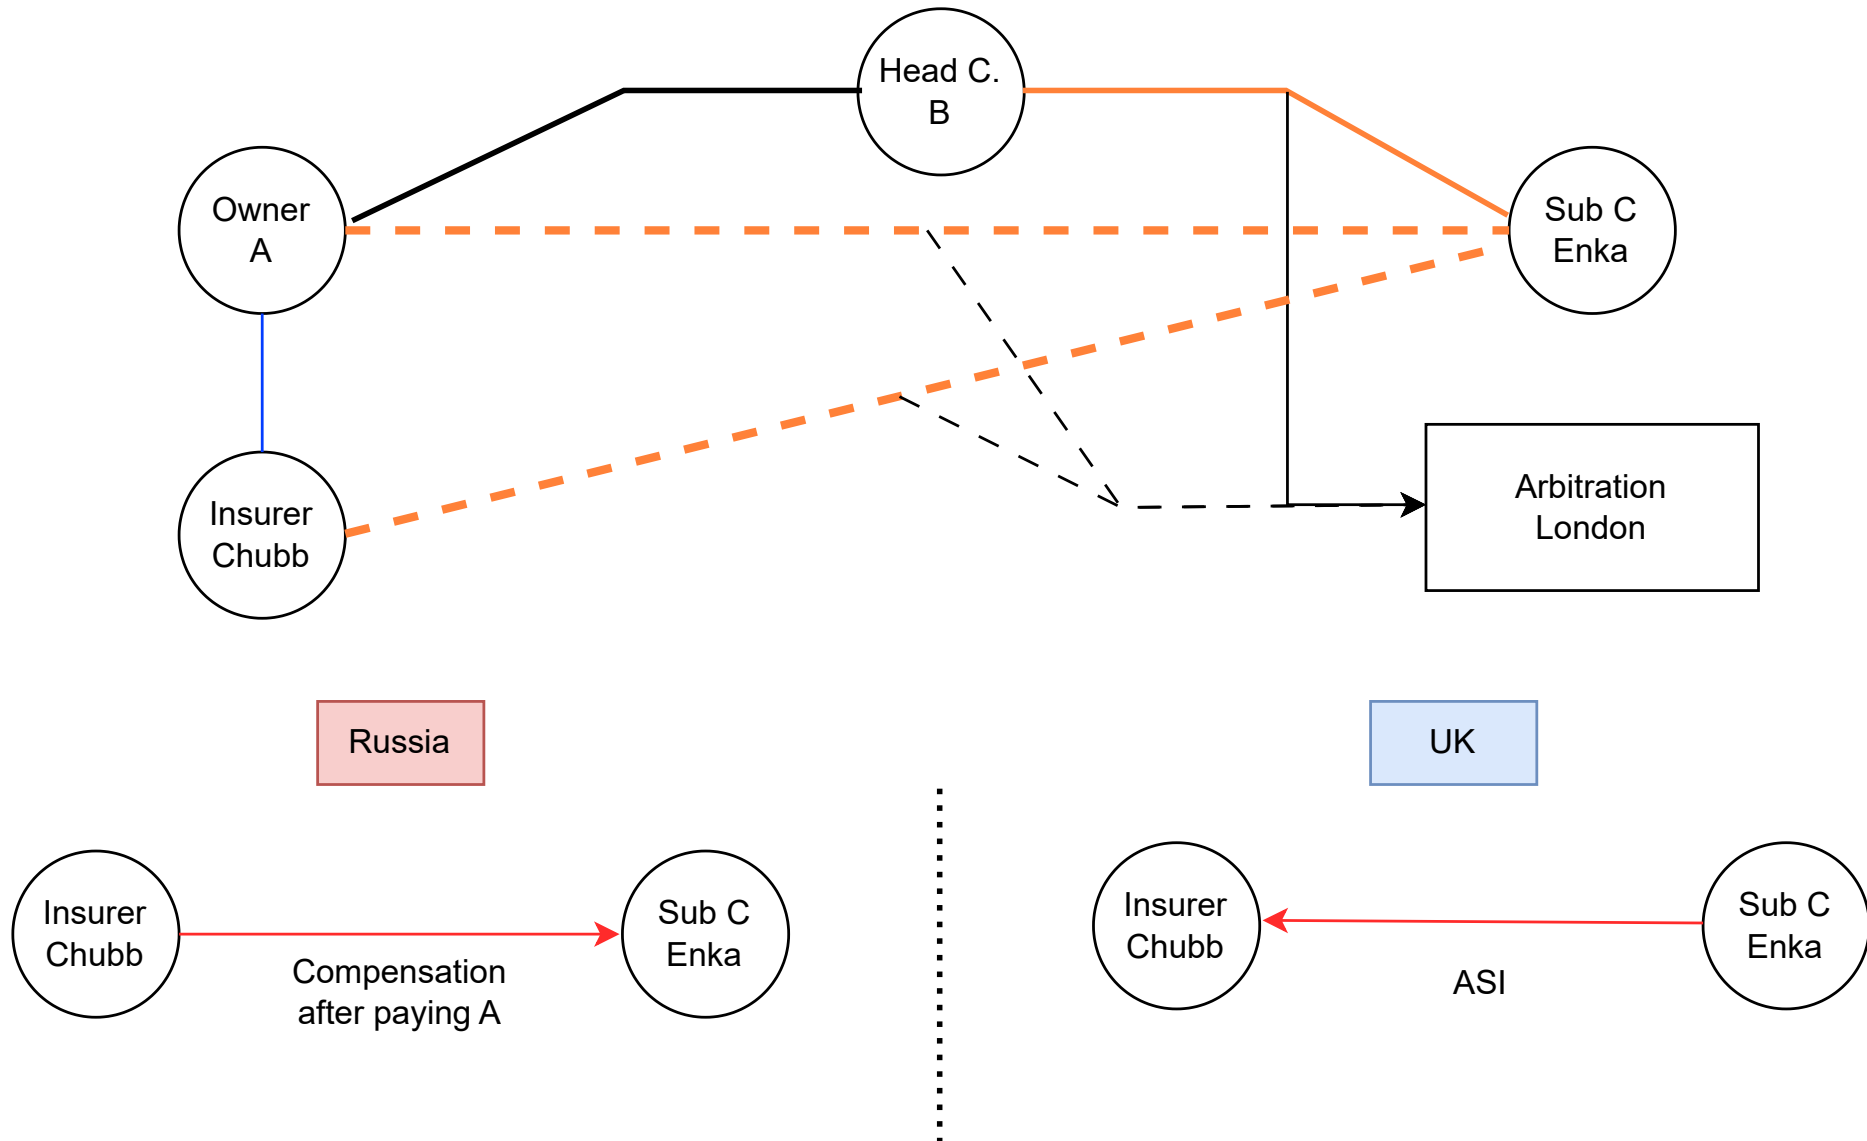 Head C.
B
Owner
A
Sub C
Enka
Insurer
Chubb
Arbitration
London
Russia
UK
Insurer
Chubb
Compensation
after paying A
Sub C
Enka
Insurer
Chubb
ASI
Sub C
Enka